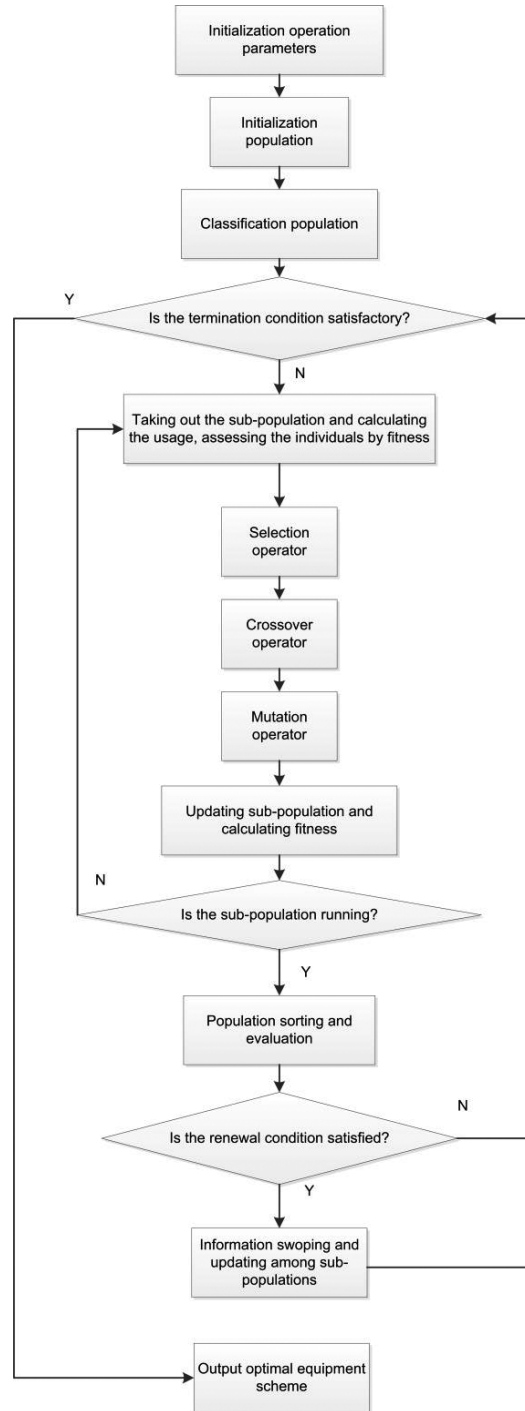 Initialization operation
parameters
Initialization
population
Classification population
Y
Is the termination condition satisfactory?
N
Taking out the sub-population and calculating
the usage, assessing the individuals by fitness
Selection
operator
Crossover
operator
Mutation
operator
Updating sub-population and
calculating fitness
N
Is the sub-population running?
Y
Population sorting and
evaluation
N
Is the renewal condition satisfied?
Y
Information swoping and
updating among sub-
populations
Output optimal equipment
scheme